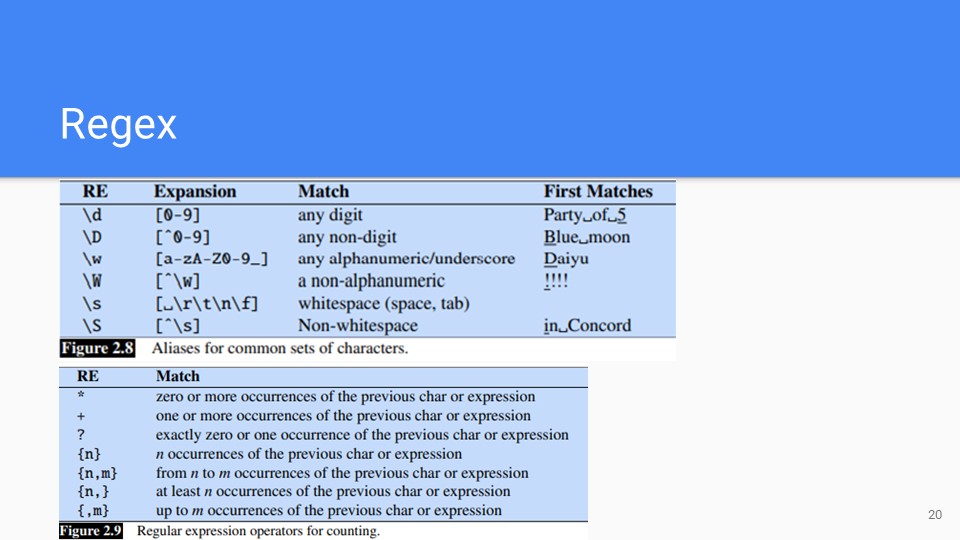 Regex
RE Expansion Match First Matches
\d [0-9] any digit Party␣of␣5
\D [^0-9] any non-digit Blue␣moon
\w [a-zA-Z0-9_] any alphanumeric/underscore Daiyu
\W [^\w] a non-alphanumeric !!!!
\s [␣\r\t\n\f] whitespace (space, tab)
\S [^\s] Non-whitespace in␣Concord
Figure 2.8 Aliases for common sets of characters.
RE Match
* zero or more occurrences of the previous char or expression
+ one or more occurrences of the previous char or expression
? exactly zero or one occurrence of the previous char or expression
{n} n occurrences of the previous char or expression
{n,m} from n to m occurrences of the previous char or expression
{n,} at least n occurrences of the previous char or expression
{,m} up to m occurrences of the previous char or expression
Figure 2.9 Regular expression operators for counting.
20